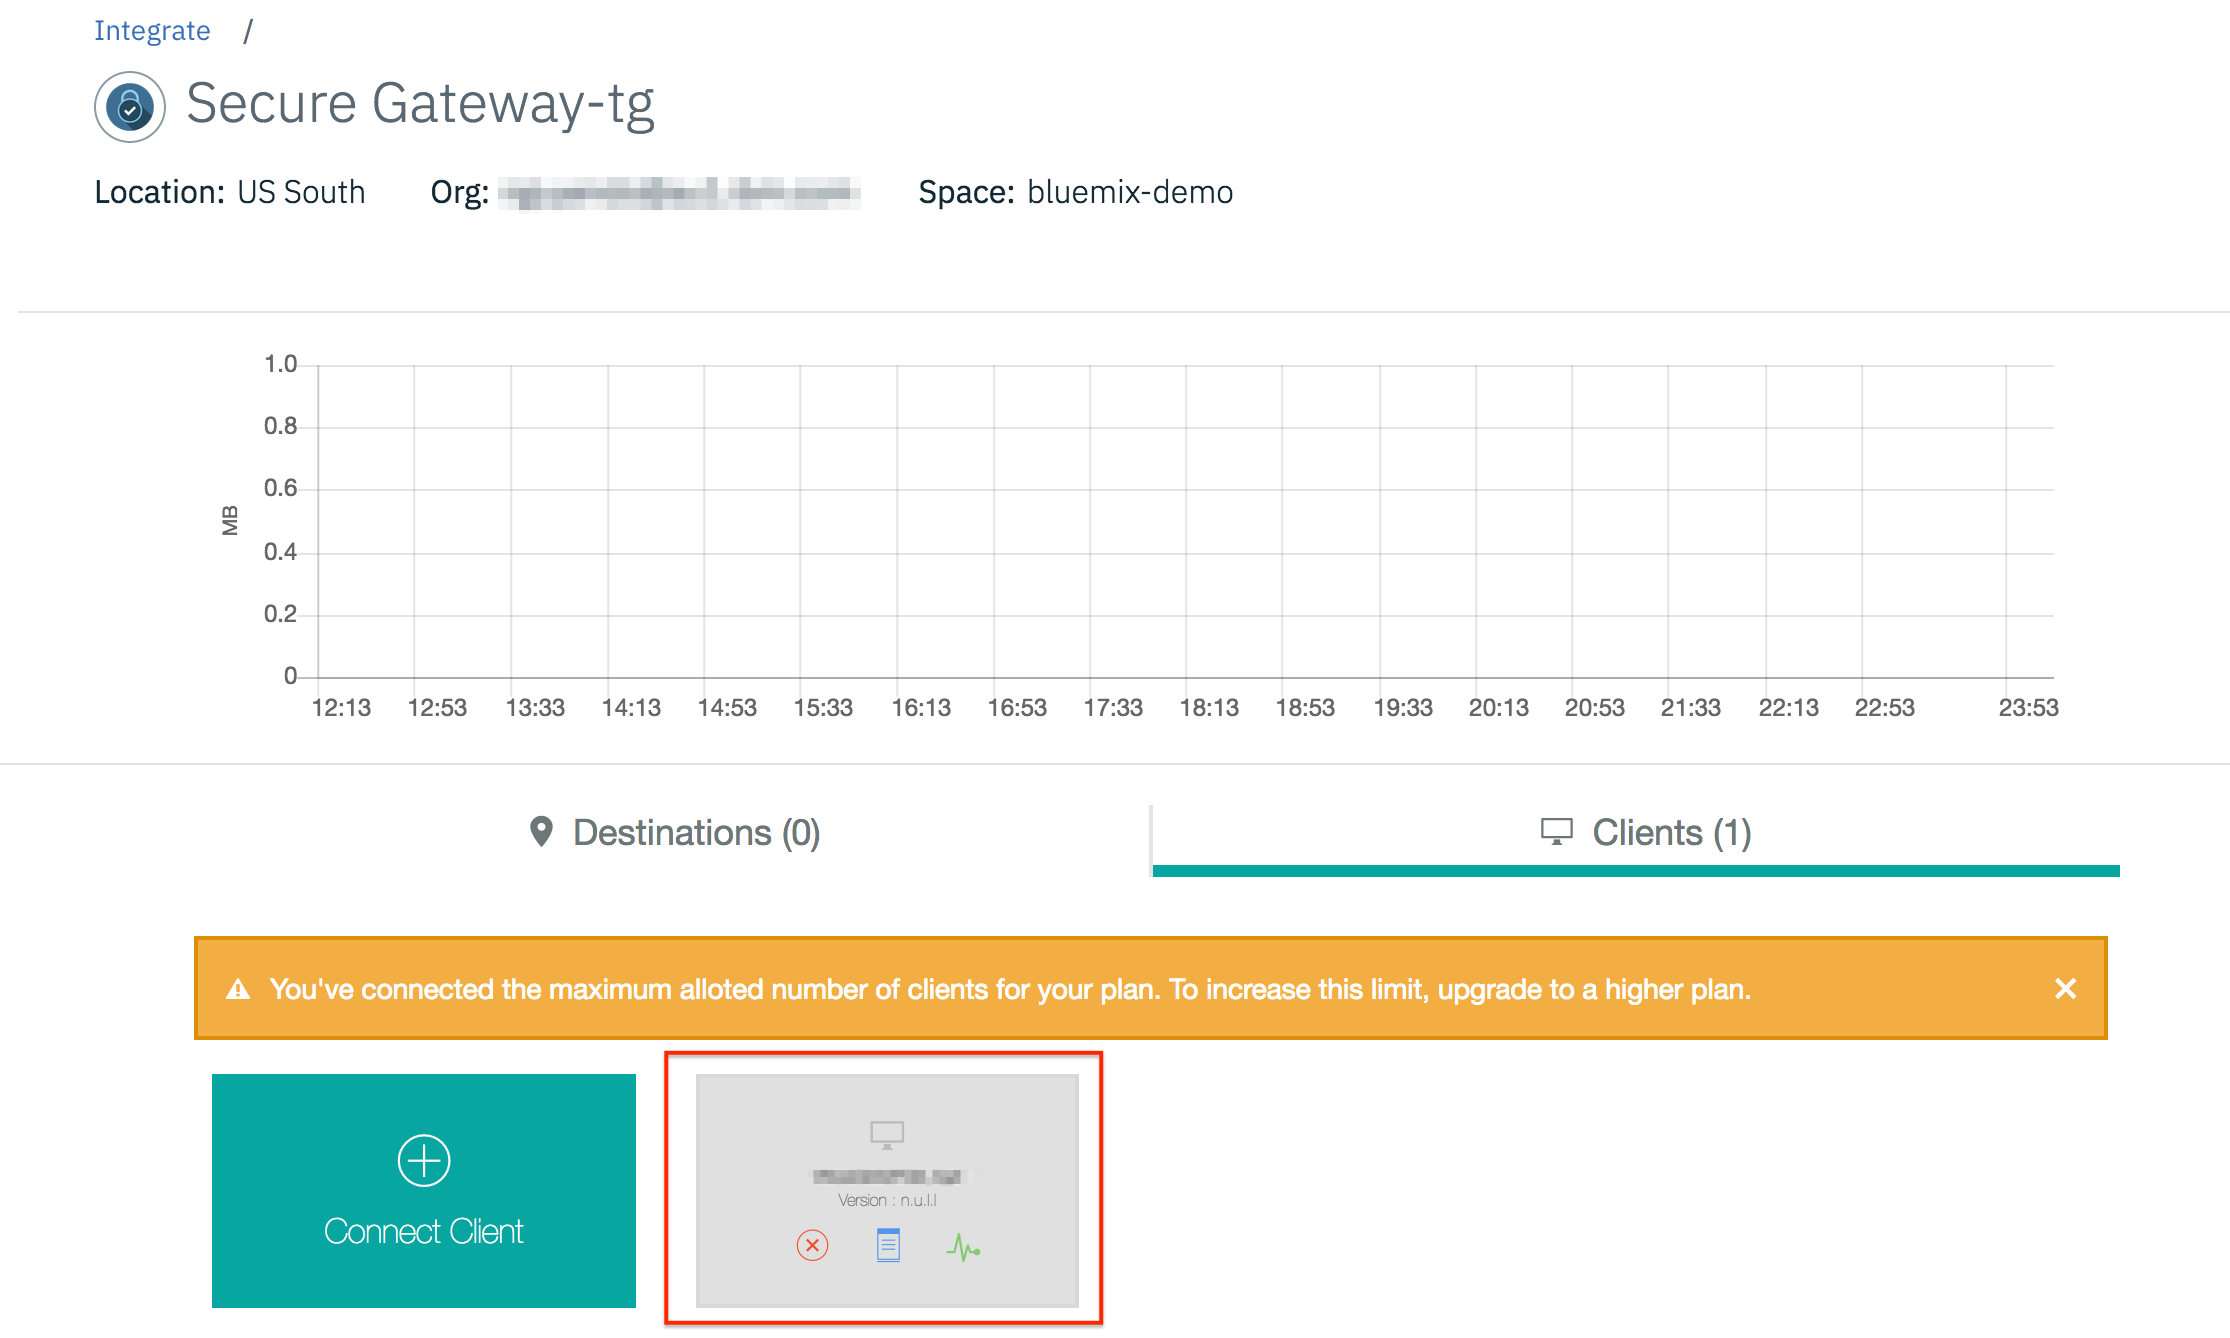 Integrate /
Secure Gateway-tg
Location: US South Org: Space: bluemix-demo
1.0
0.8
0.6
0.4
0.2
0
MB
12:13 12:53 13:33 14:13 14:53 15:33 16:13 16:53 17:33 18:13 18:53 19:33 20:13 20:53 21:33 22:13 22:53 23:53
Destinations (0) Clients (1)
You've connected the maximum alloted number of clients for your plan. To increase this limit, upgrade to a higher plan.
Connect Client
Version : n.u.l.l